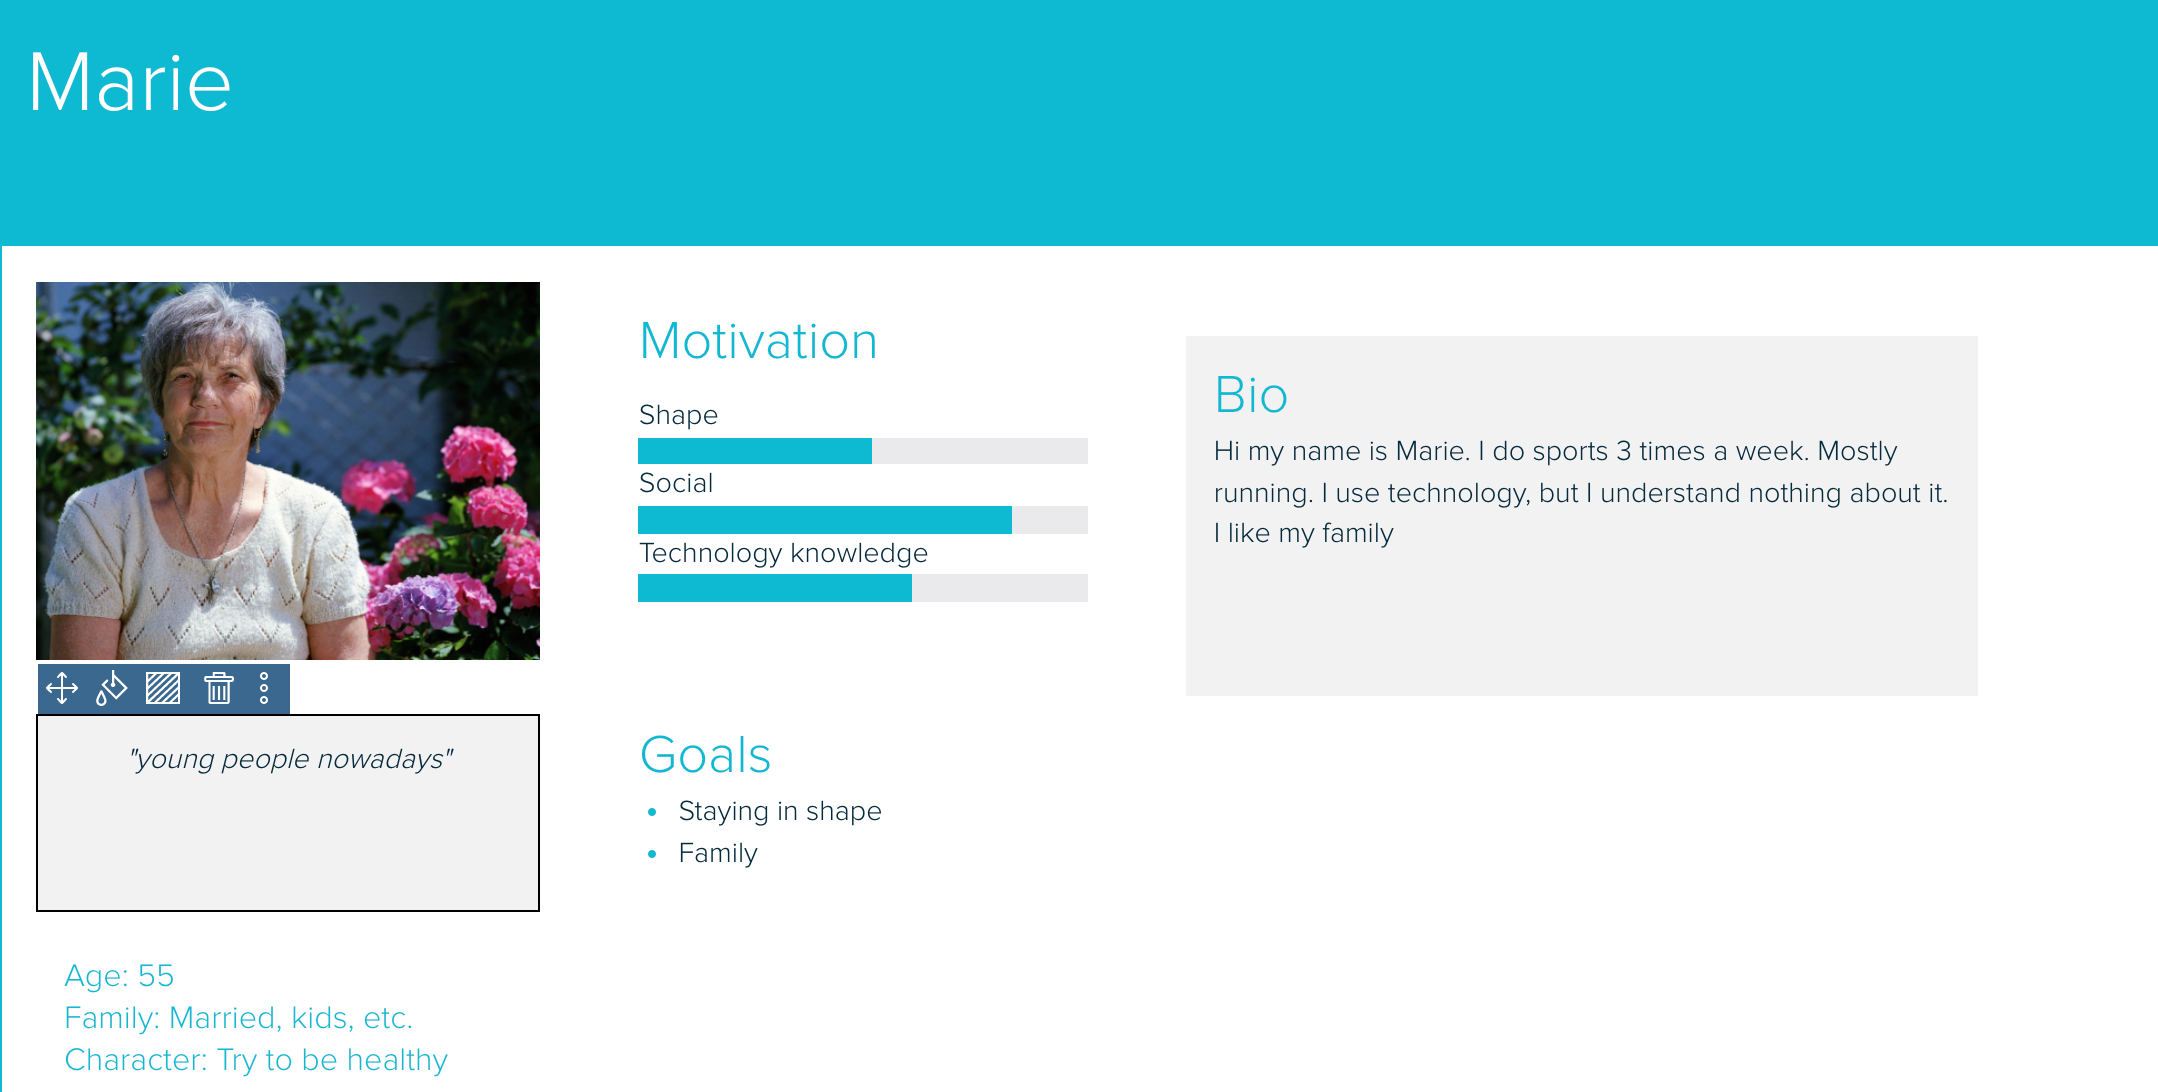 Marie
Motivation
Shape
Social
Technology knowledge
Bio
Hi my name is Marie. I do sports 3 times a week. Mostly
running. I use technology, but I understand nothing about it.
I like my family
"young people nowadays"
Goals
• Staying in shape
• Family
Age: 55
Family: Married, kids, etc.
Character: Try to be healthy